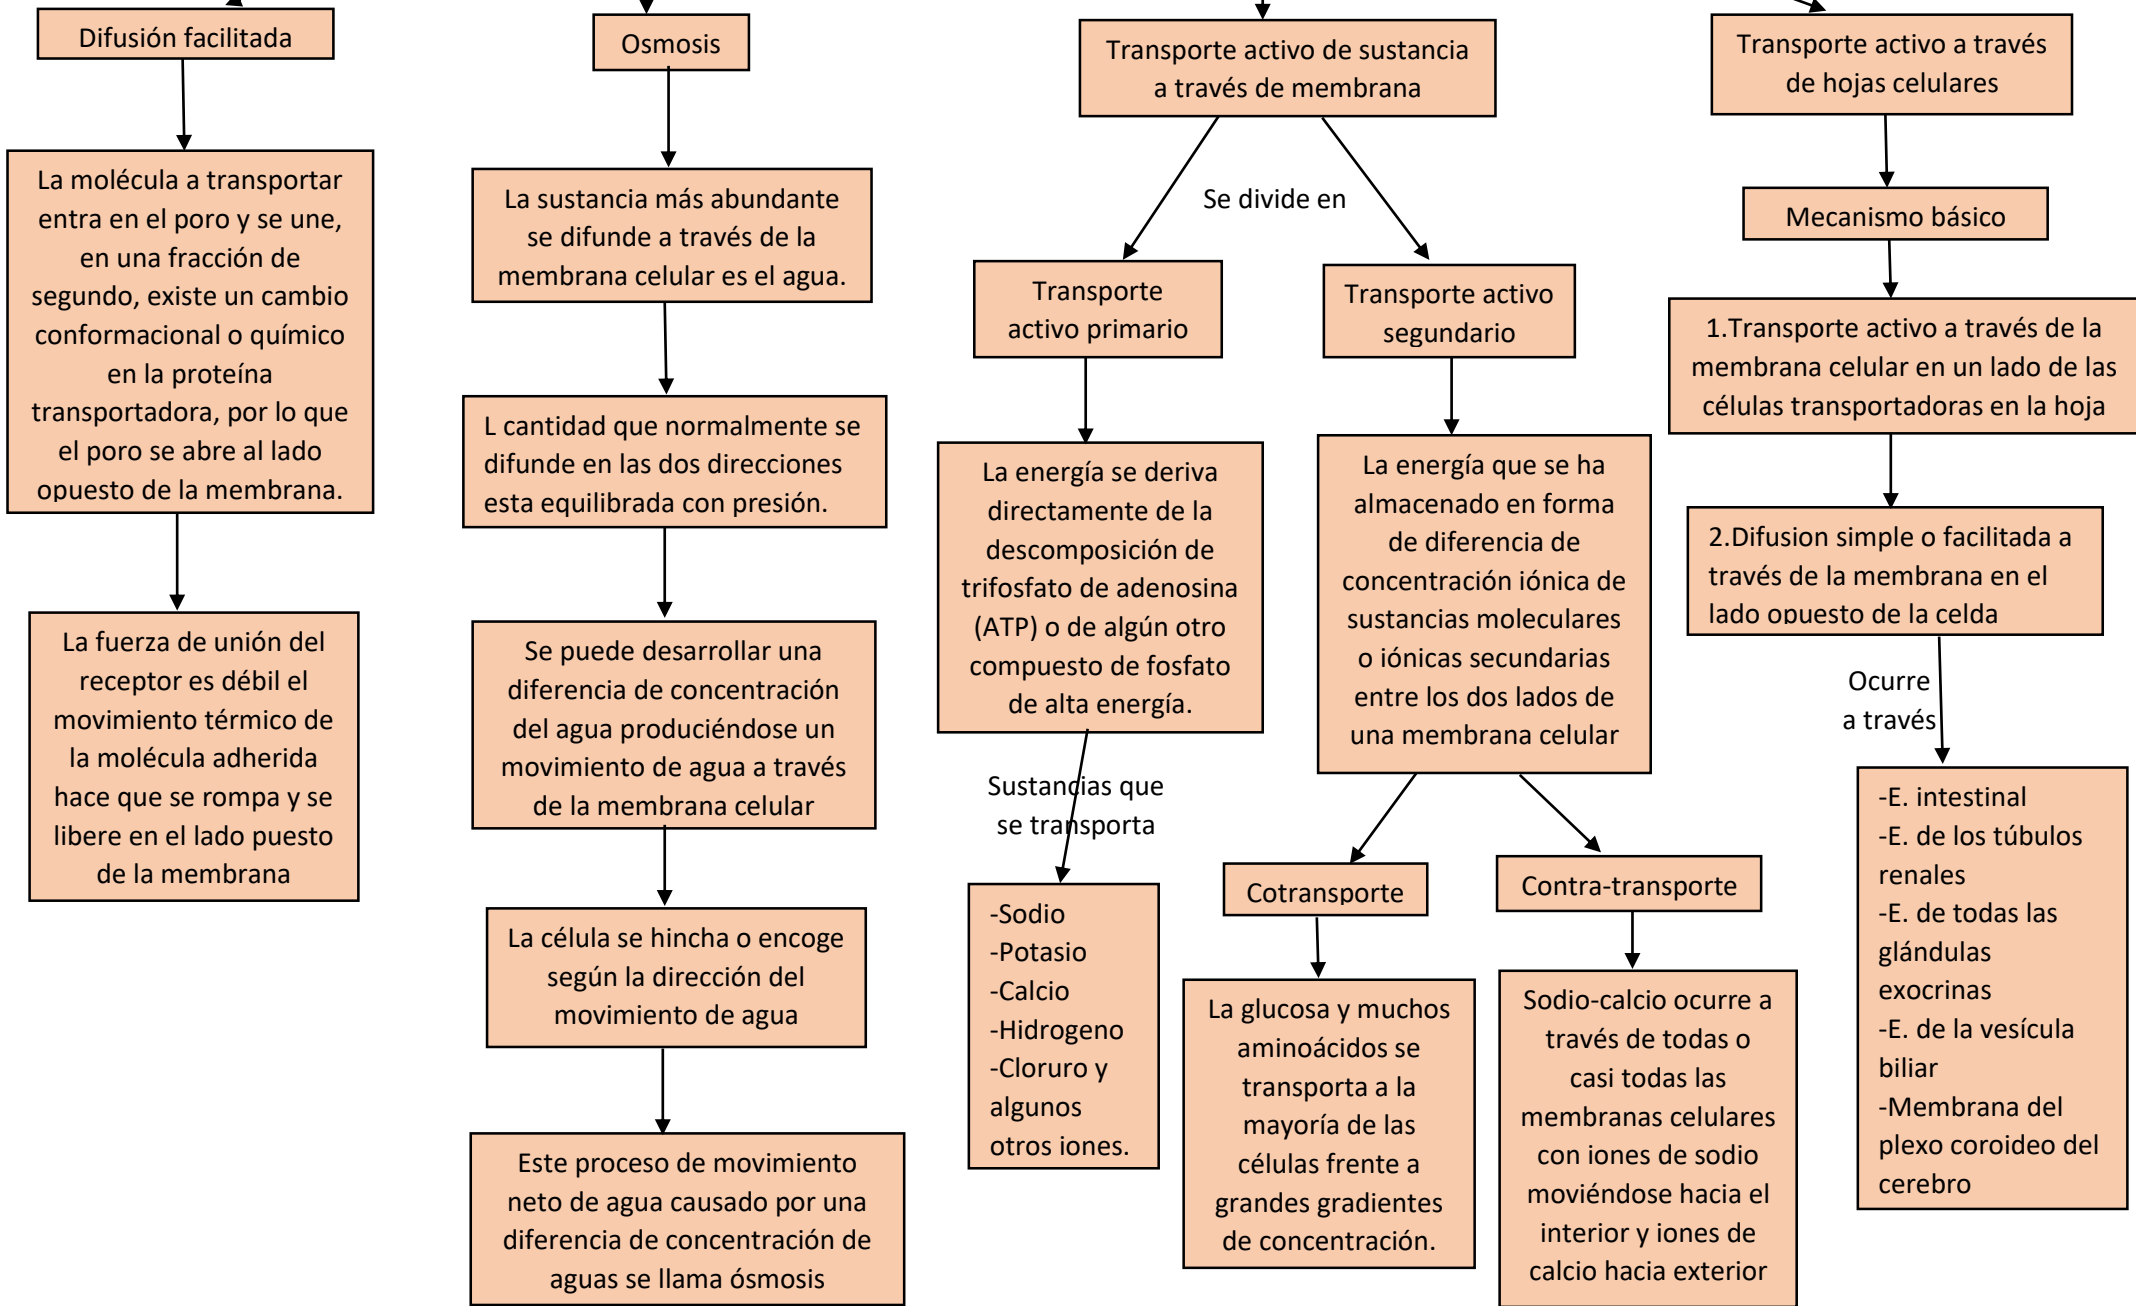 Difusión facilitada
La molécula a transportar
entra en el poro y se une,
en una fracción de
segundo, existe un cambio
conformacional o químico
en la proteína
transportadora, por lo que
el poro se abre al lado
opuesto de la membrana.
La fuerza de unión del
receptor es débil el
movimiento térmico de
la molécula adherida
hace que se rompa y se
libere en el lado puesto
de la membrana
Osmosis
La sustancia más abundante
se difunde a través de la
membrana celular es el agua.
L cantidad que normalmente se
difunde en las dos direcciones
esta equilibrada con presión.
Se puede desarrollar una
diferencia de concentración
del agua produciéndose un
movimiento de agua a través
de la membrana celular
La célula se hincha o encoge
según la dirección del
movimiento de agua
Este proceso de movimiento
neto de agua causado por una
diferencia de concentración de
aguas se llama ósmosis
Transporte activo de sustancia
a través de membrana
Se divide en
Transporte
activo primario
La energía se deriva
directamente de la
descomposición de
trifosfato de adenosina
(ATP) o de algún otro
compuesto de fosfato
de alta energía.
Sustancias que
se transporta
-Sodio
-Potasio
-Calcio
-Hidrogeno
-Cloruro y
algunos
otros iones.
Transporte activo
segundario
La energía que se ha
almacenado en forma
de diferencia de
concentración iónica de
sustancias moleculares
o iónicas secundarias
entre los dos lados de
una membrana celular
Cotransporte
La glucosa y muchos
aminoácidos se
transporta a la
mayoría de las
células frente a
grandes gradientes
de concentración.
Contra-transporte
Sodio-calcio ocurre a
través de todas o
casi todas las
membranas celulares
con iones de sodio
moviéndose hacia el
interior y iones de
calcio hacia exterior
Transporte activo a través
de hojas celulares
Mecanismo básico
1.Transporte activo a través de la
membrana celular en un lado de las
células transportadoras en la hoja
2.Difusion simple o facilitada a
través de la membrana en el
lado opuesto de la celda
Ocurre
a través
-E. intestinal
-E. de los túbulos
renales
-E. de todas las
glándulas
exocrinas
-E. de la vesícula
biliar
-Membrana del
plexo coroideo del
cerebro